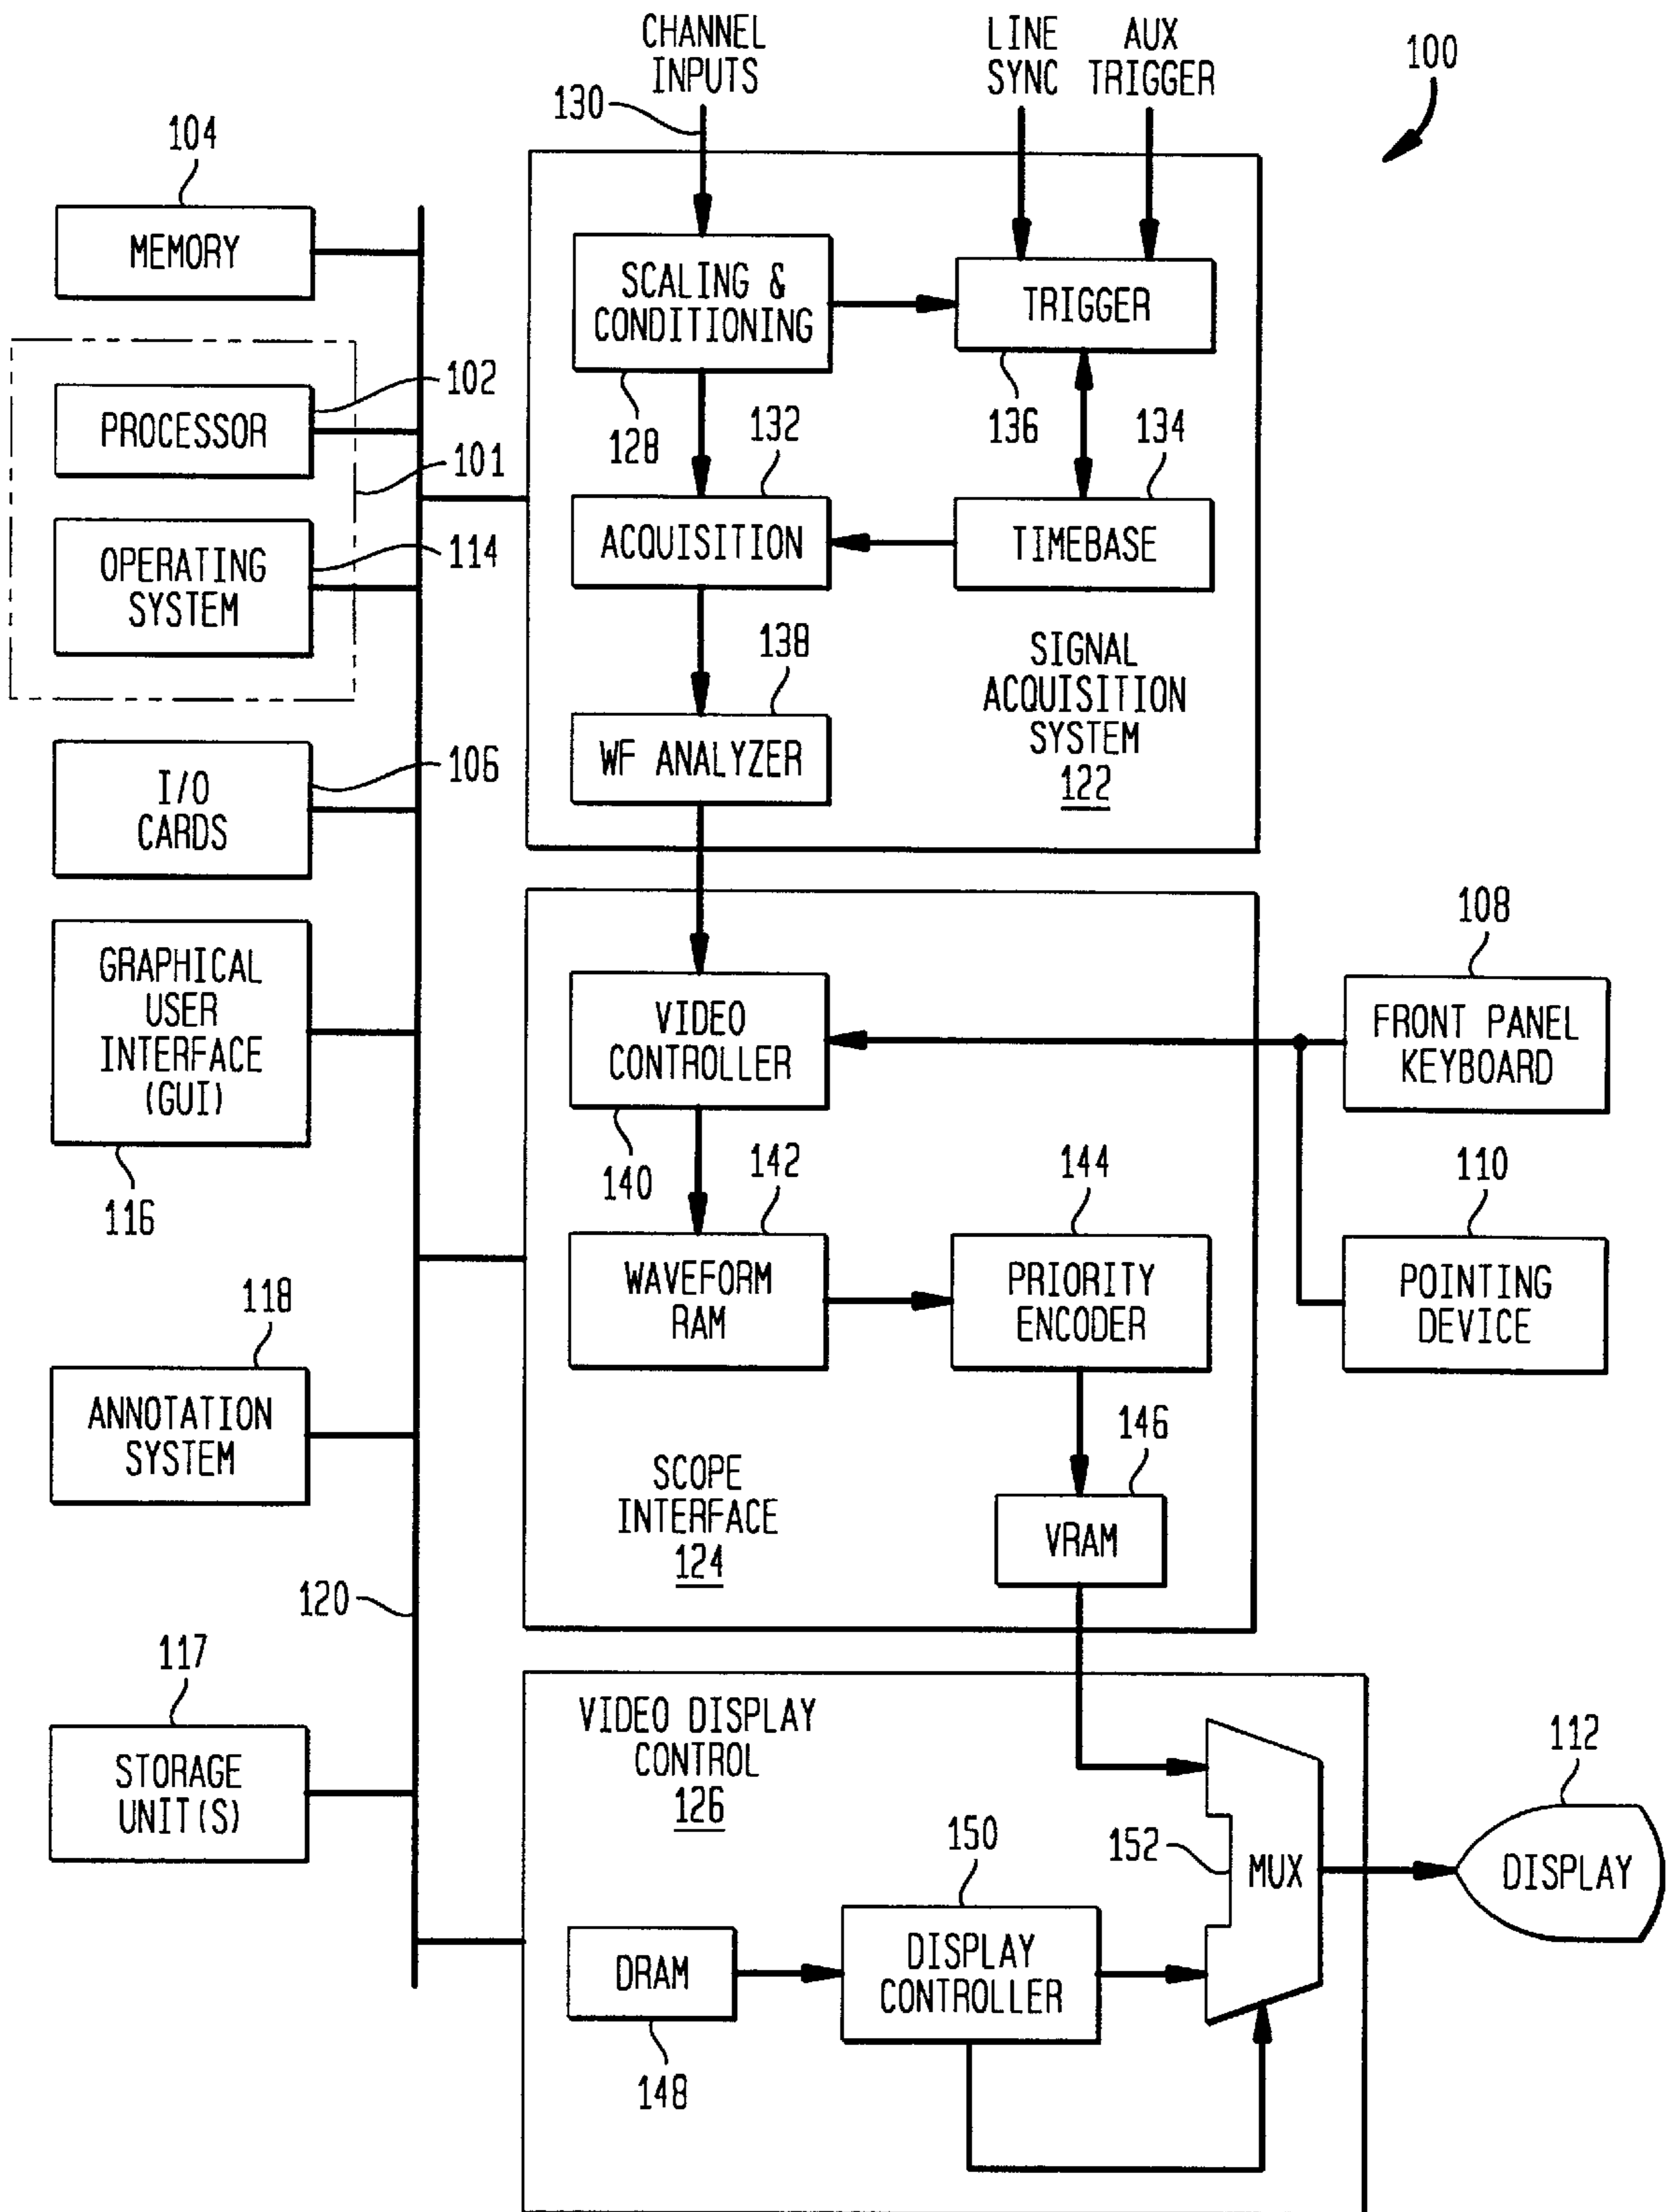 CHANNEL
INPUTS
LINE
SYNC
AUX
TRIGGER
100
130
104
MEMORY
SCALING &
CONDITIONING
TRIGGER
102
PROCESSOR
128
136
101
132
134
114
OPERATING
SYSTEM
ACQUISITION
TIMEBASE
138
SIGNAL
ACQUISITION
SYSTEM
122
106
I/O
CARDS
WF ANALYZER
GRAPHICAL
USER
INTERFACE
(GUI)
116
VIDEO
CONTROLLER
140
108
FRONT PANEL
KEYBOARD
142
144
110
WAVEFORM
RAM
PRIORITY
ENCODER
POINTING
DEVICE
118
ANNOTATION
SYSTEM
146
SCOPE
INTERFACE
124
VRAM
120
117
STORAGE
UNIT(S)
VIDEO DISPLAY
CONTROL
126
112
150
152
MUX
DISPLAY
DRAM
148
DISPLAY
CONTROLLER